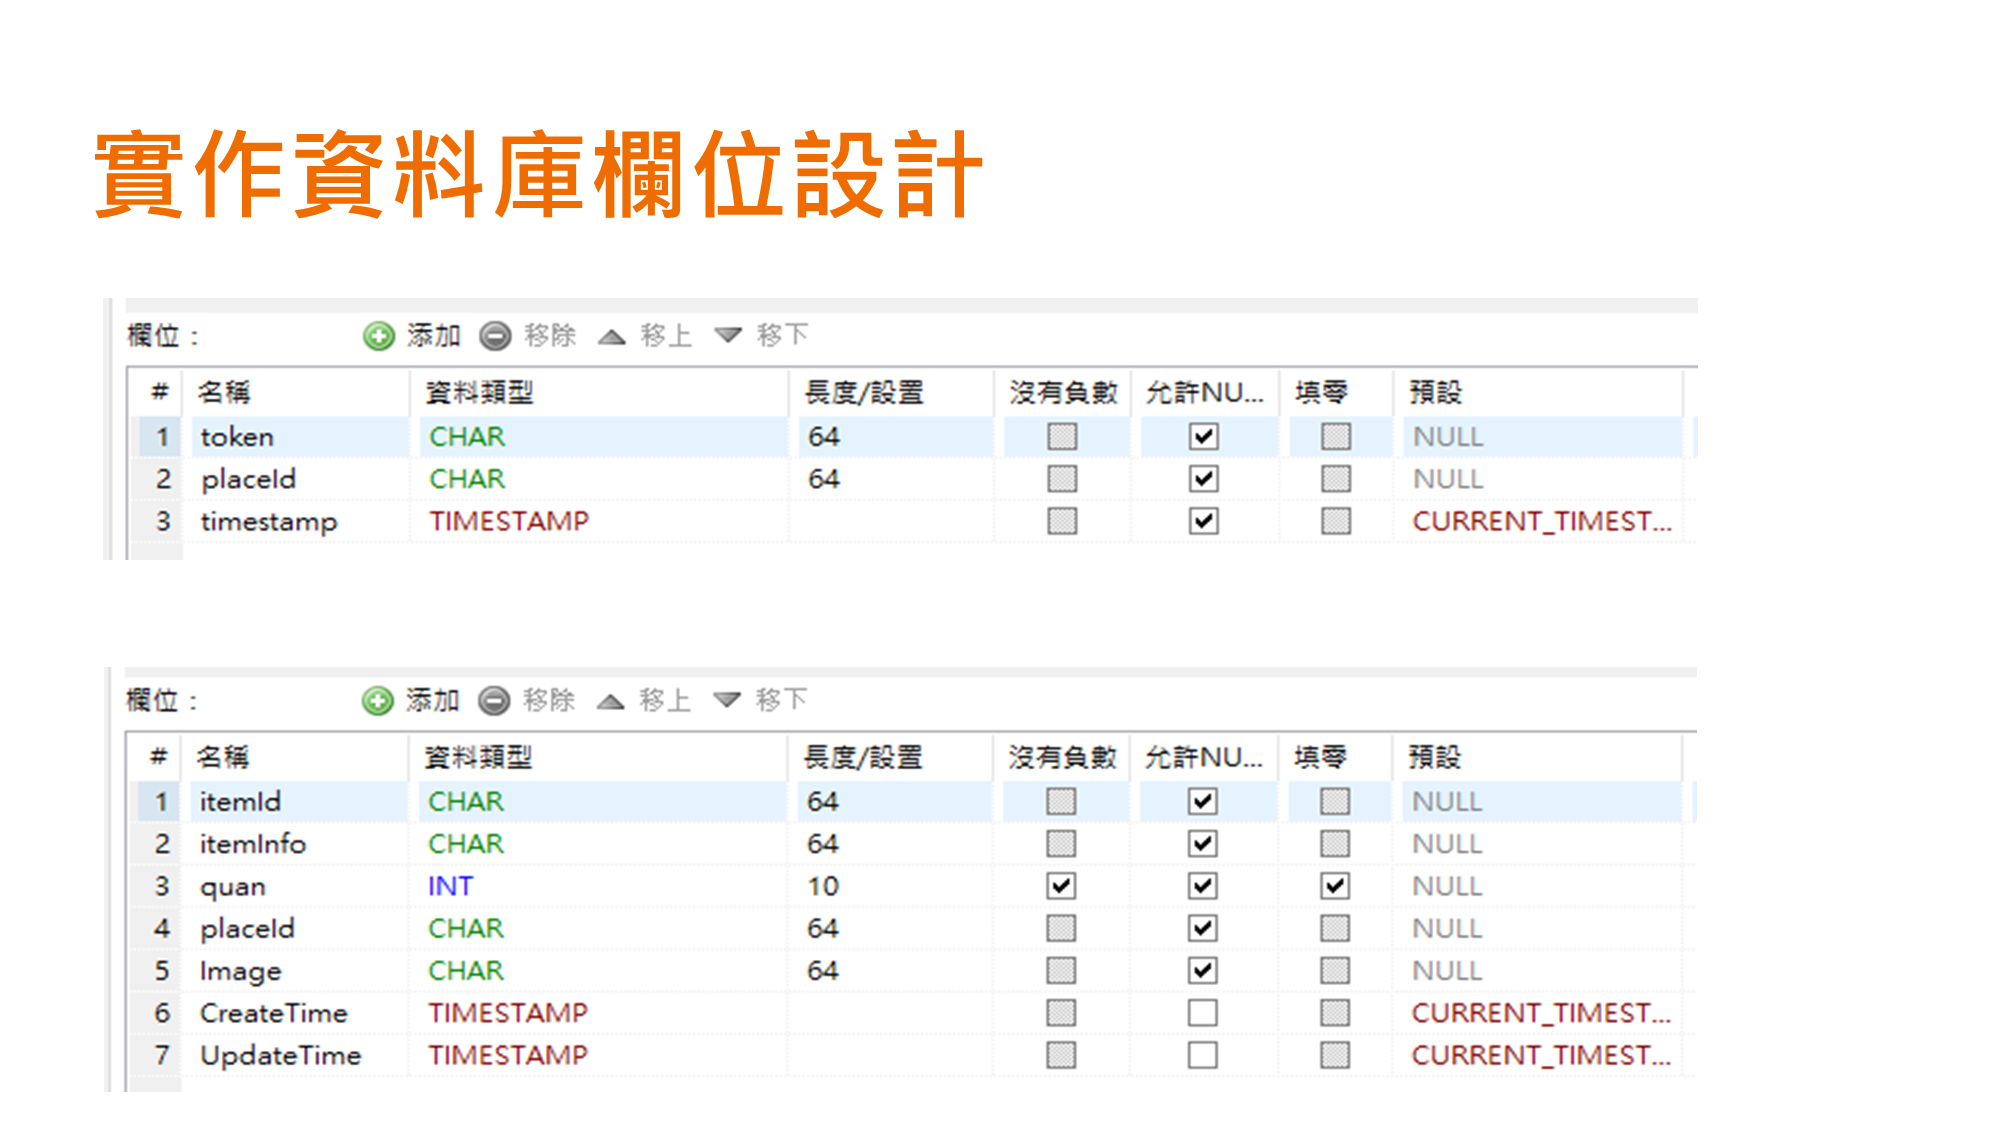 實作資料庫欄位設計
欄位： 添加 移除 移上 移下
# 名稱 資料類型 長度/設置 沒有負數 允許NU... 填零 預設
1 token CHAR 64 NULL
2 placeId CHAR 64 NULL
3 timestamp TIMESTAMP CURRENT_TIMEST...
欄位： 添加 移除 移上 移下
# 名稱 資料類型 長度/設置 沒有負數 允許NU... 填零 預設
1 itemId CHAR 64 NULL
2 itemInfo CHAR 64 NULL
3 quan INT 10 NULL
4 placeId CHAR 64 NULL
5 Image CHAR 64 NULL
6 CreateTime TIMESTAMP CURRENT_TIMEST...
7 UpdateTime TIMESTAMP CURRENT_TIMEST...